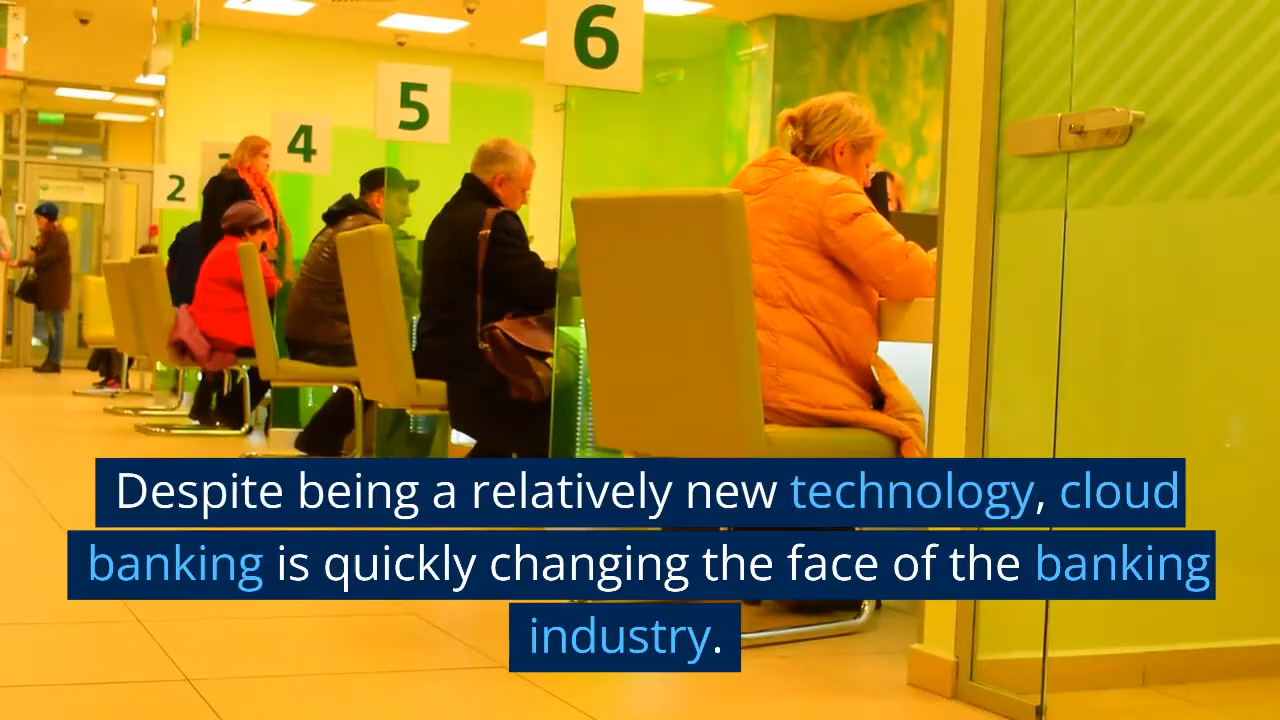 6
5
4
2
Despite being a relatively new technology, cloud
banking is quickly changing the face of the banking
industry.